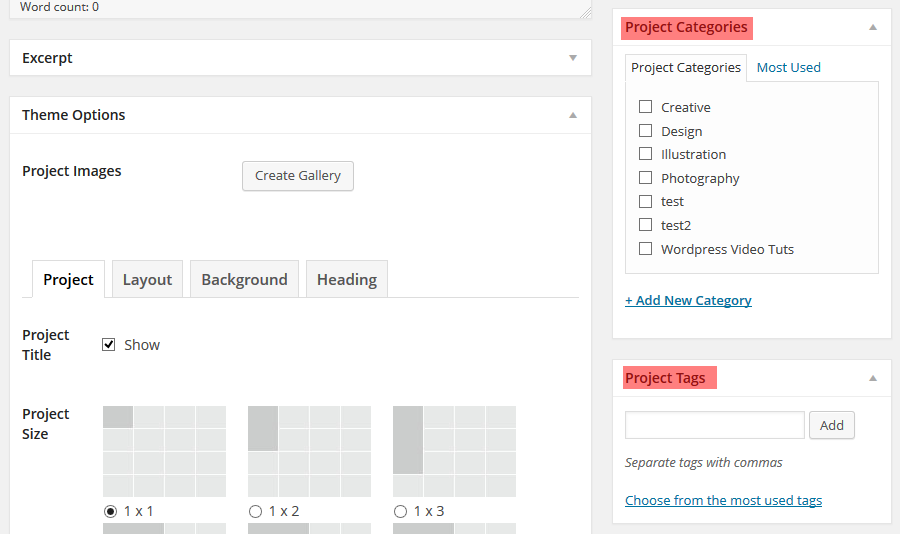 Word count: 0
Excerpt
Theme Options
Project Images
Create Gallery
Project Layout Background Heading
Project
Title
Show
Project
Size
1 x 1 1 x 2 1 x 3
Project Categories
Project Categories Most Used
Creative
Design
Illustration
Photography
test
test2
Wordpress Video Tuts
+ Add New Category
Project Tags
Add
Separate tags with commas
Choose from the most used tags